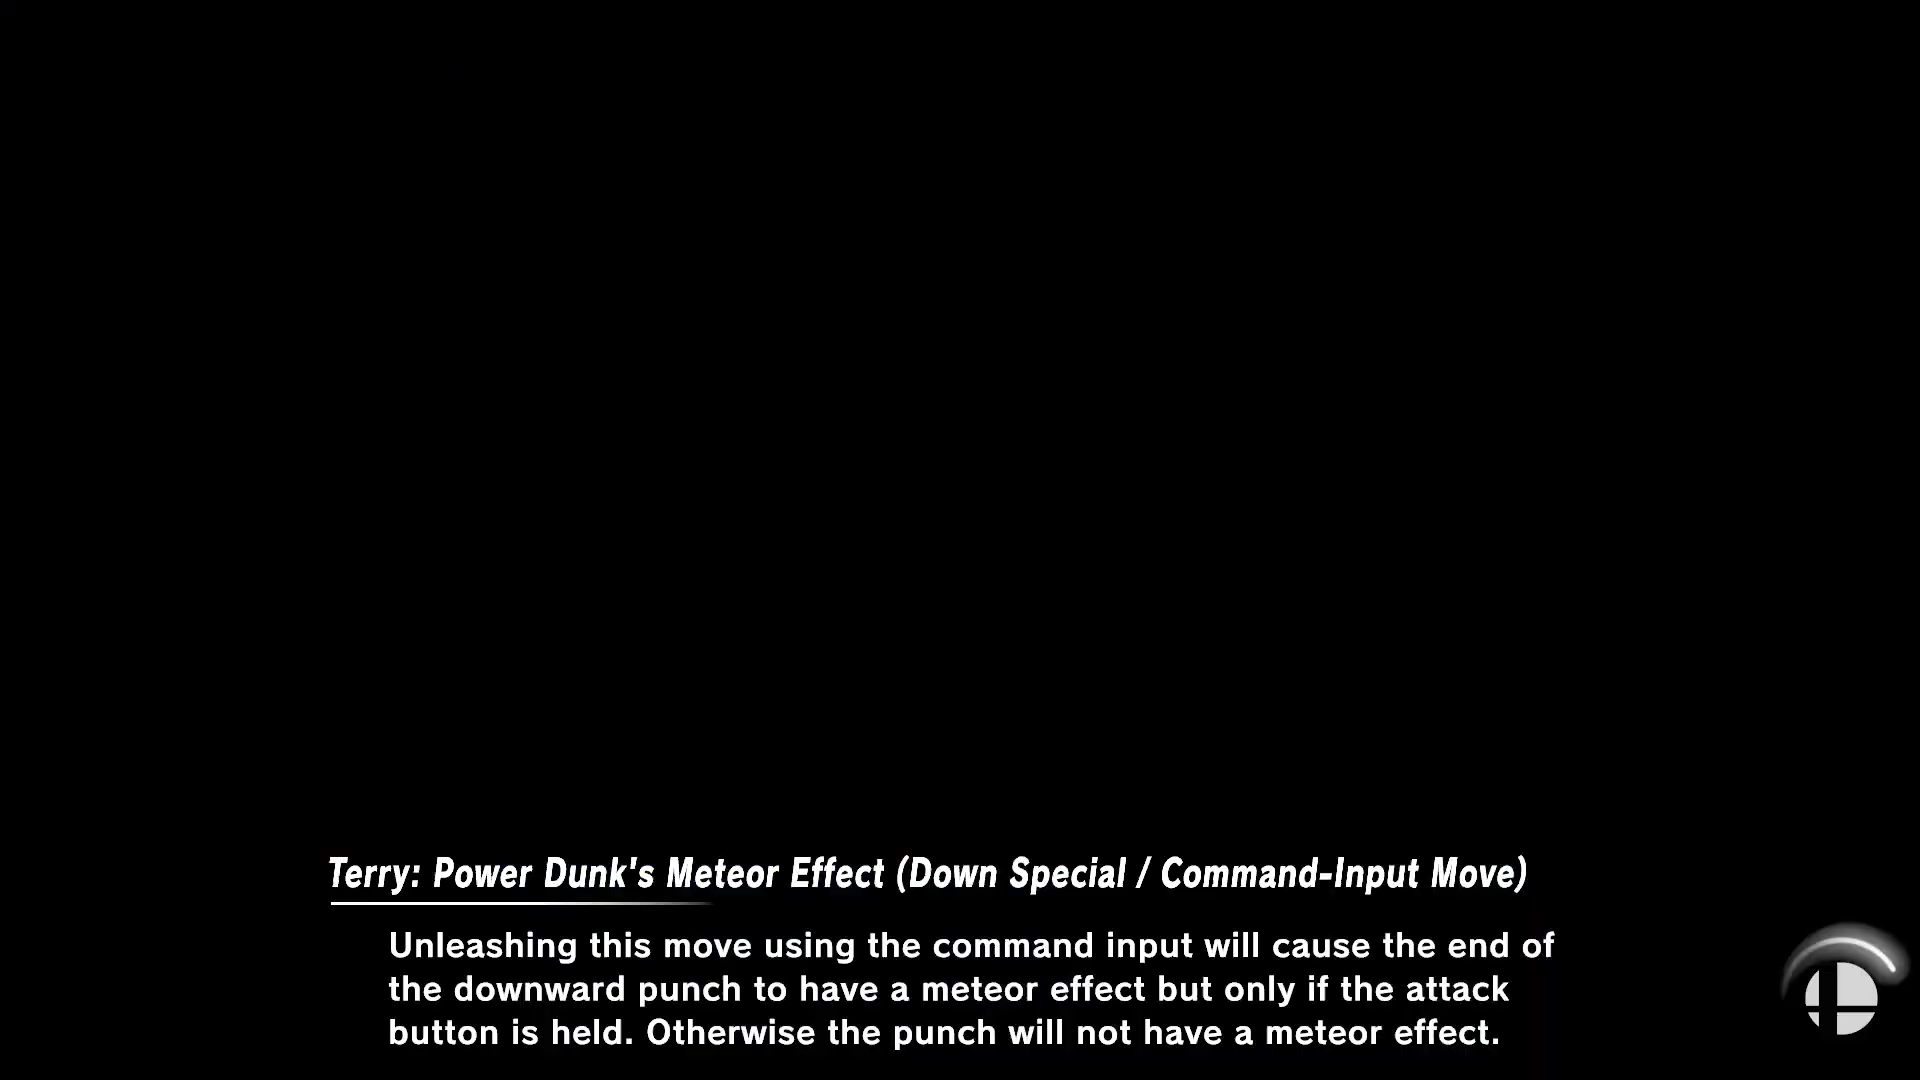 Terry: Power Dunk's Meteor Effect (Down Special / Command-Input Move)
Unleashing this move using the command input will cause the end of
the downward punch to have a meteor effect but only if the attack
button is held. Otherwise the punch will not have a meteor effect.